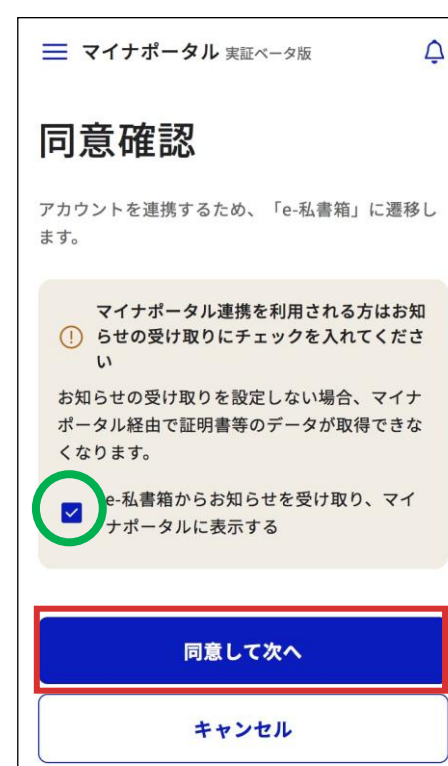 マイナポータル 実証ベータ版
同意確認
アカウントを連携するため、「e-私書箱」に遷移し
ます。
マイナポータル連携を利用される方はお知
らせの受け取りにチェックを入れてくださ
い
お知らせの受け取りを設定しない場合、マイナ
ポータル経由で証明書等のデータが取得できな
くなります。
e-私書箱からお知らせを受け取り、マイ
ナポータルに表示する
同意して次へ
キャンセル